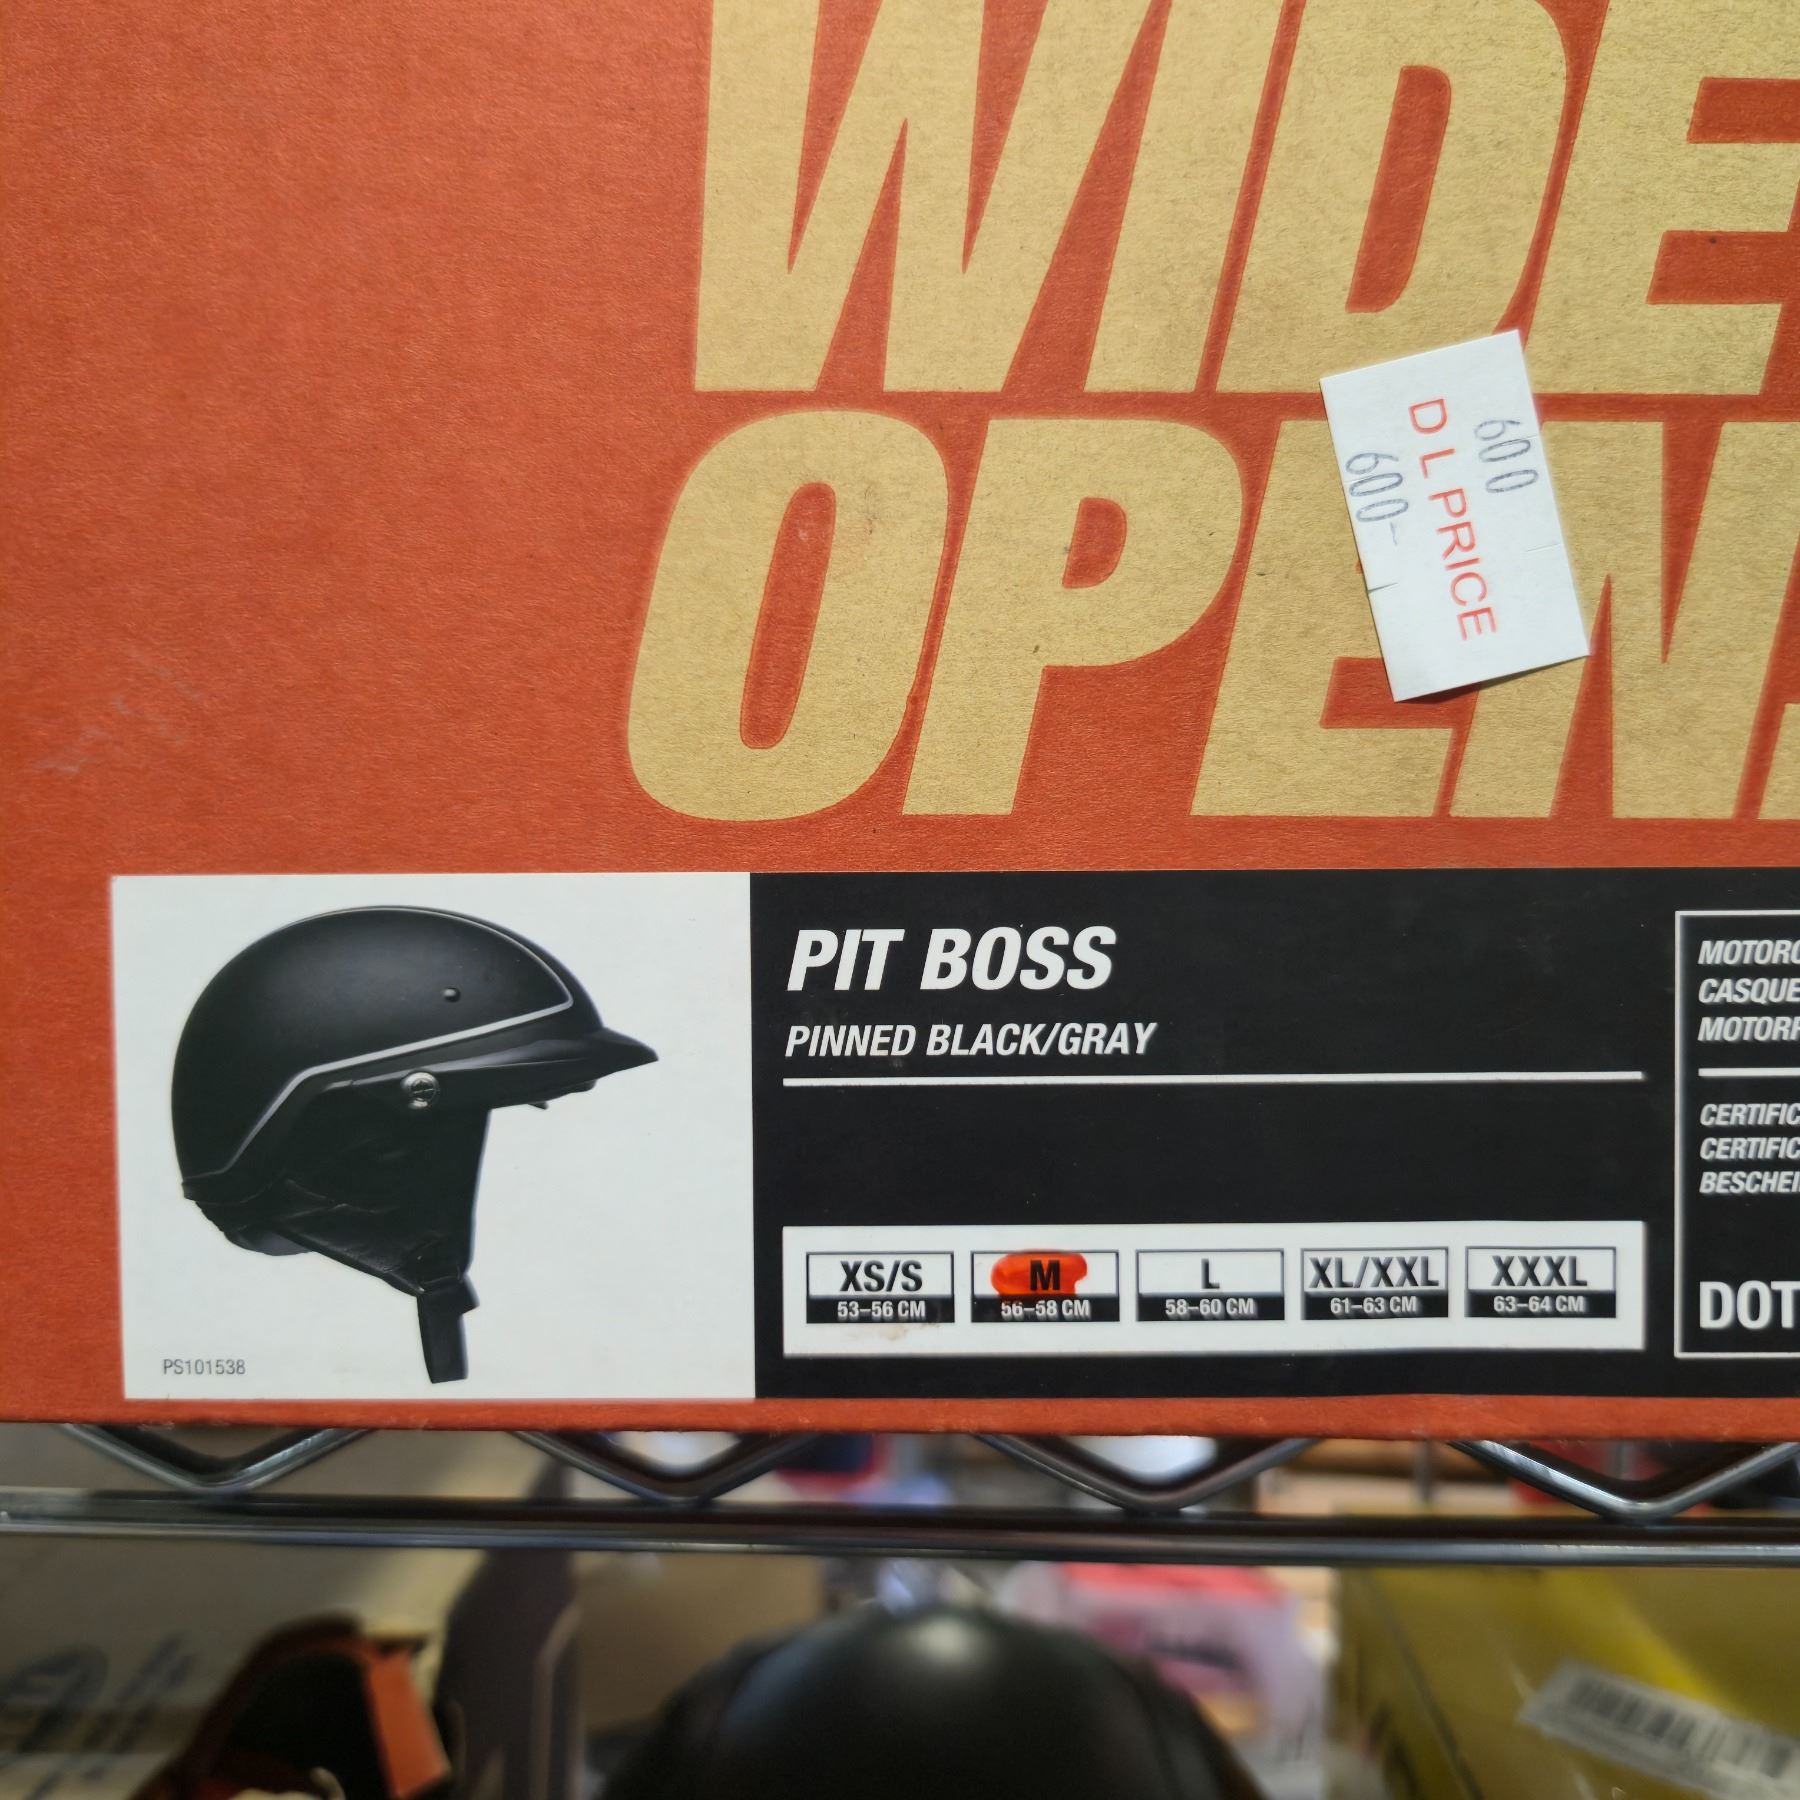 WIDE
OPEN.
600
D L PRICE
600-
PIT BOSS
PINNED BLACK/GRAY
XS/S
53–56 CM
M
56–58 CM
L
58–60 CM
XL/XXL
61–63 CM
XXXL
63–64 CM
PS101538
CASQUE
DOT